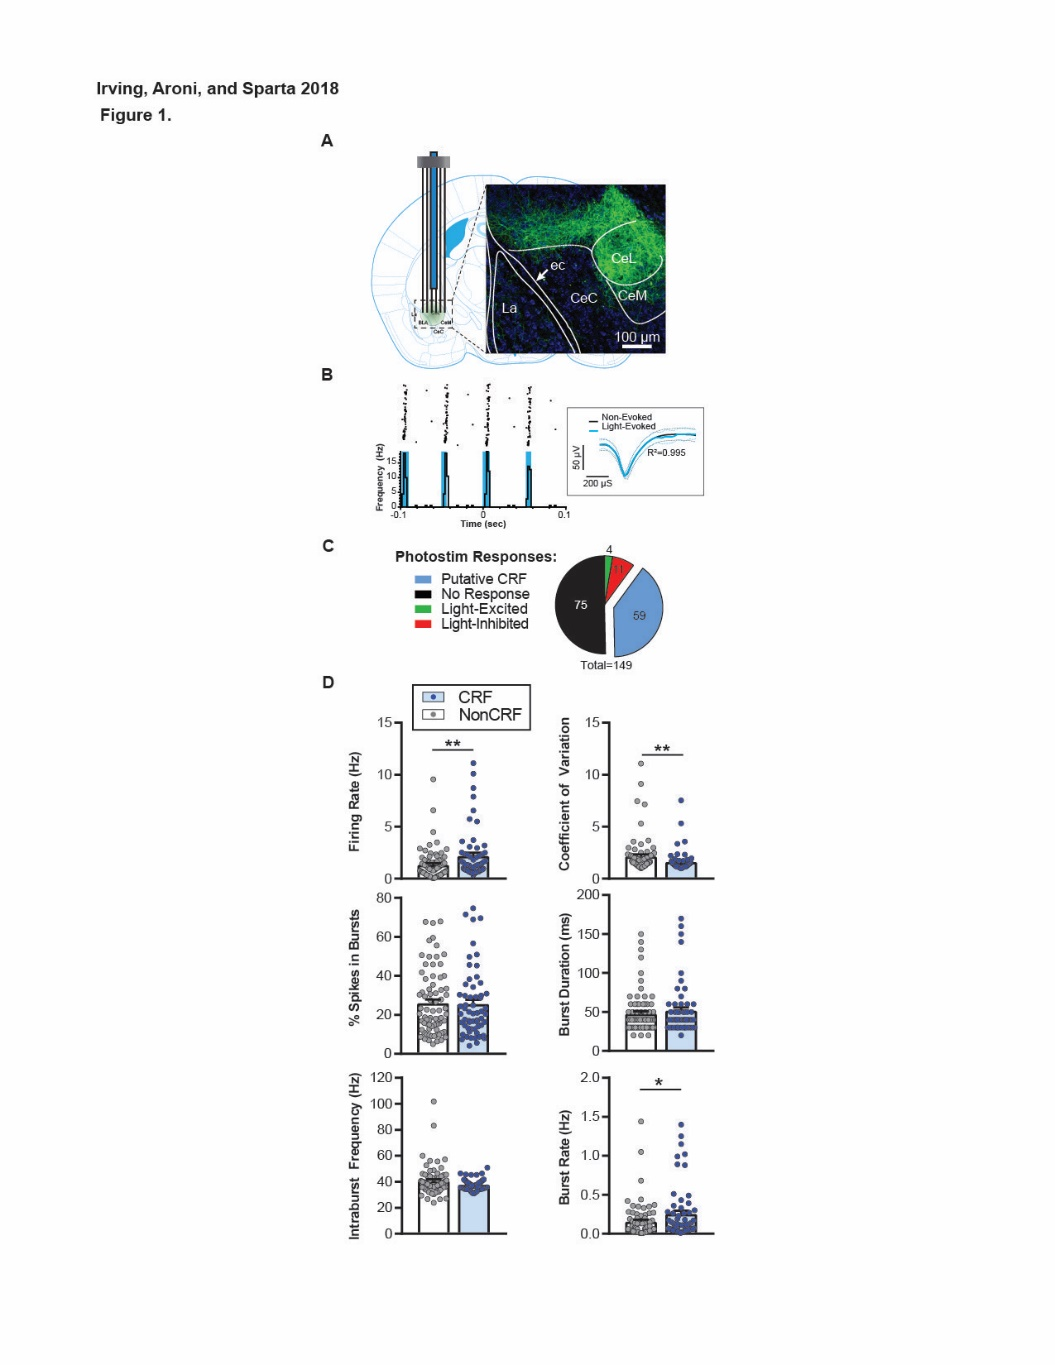 Irving, Aroni, and Sparta 2018
Figure 1.
A
ec
CeL
La
CeC
CeM
100 µm
BLA
CeM
CeC
B
Non-Evoked
Light-Evoked
R²=0.995
50 µV
200 µS
Frequency (Hz)
15
10
5
0
-0.1
0
0.1
Time (sec)
C
Photostim Responses:
Putative CRF
No Response
Light-Excited
Light-Inhibited
4
11
75
59
Total=149
D
CRF
NonCRF
Firing Rate (Hz)
15
10
5
0
**
Coefficient of Variation
15
10
5
0
**
% Spikes in Bursts
80
60
40
20
0
Burst Duration (ms)
200
150
100
50
0
Intraburst Frequency (Hz)
120
100
80
60
40
20
0
Burst Rate (Hz)
2.0
1.5
1.0
0.5
0.0
*